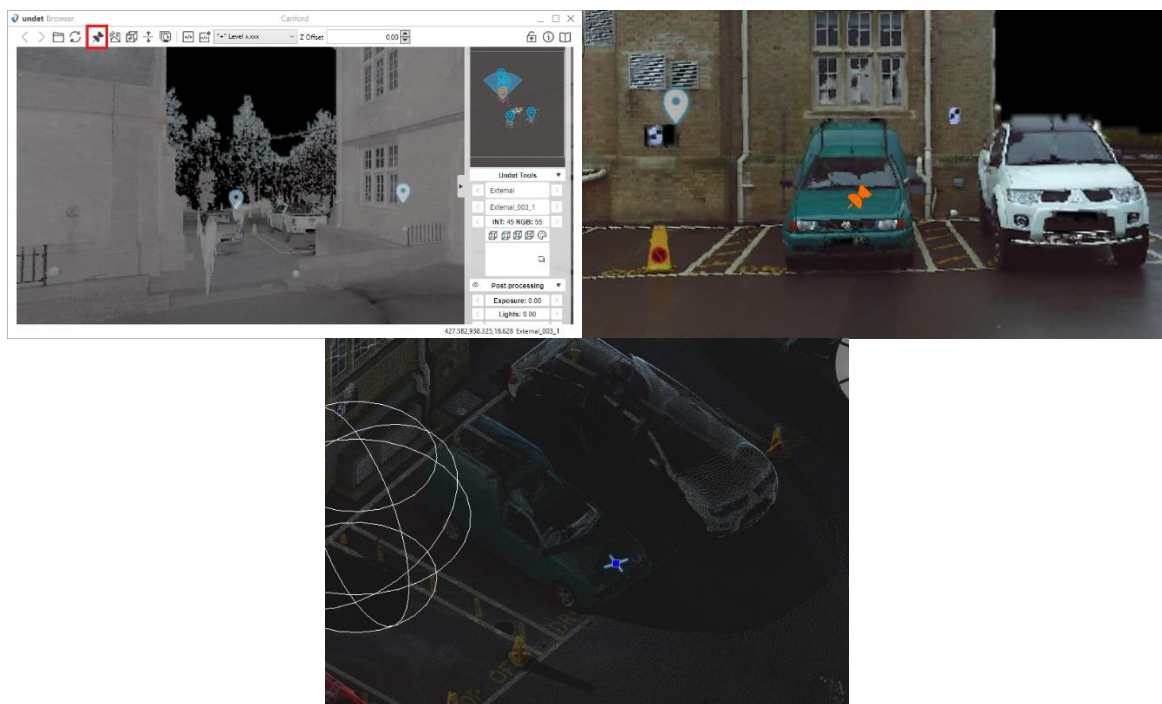 undet Browser
Canford
"+" Level x.xxx
Z Offset:
0.00
Undet Tools
External
External_003_1
INT: 45 RGB: 55
Post-processing
Exposure: 0.00
Lights: 0.00
427.582,938.325,18.628 External_003_1